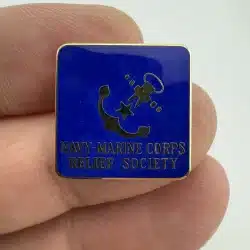 NAVY-MARINE CORPS
RELIEF SOCIETY